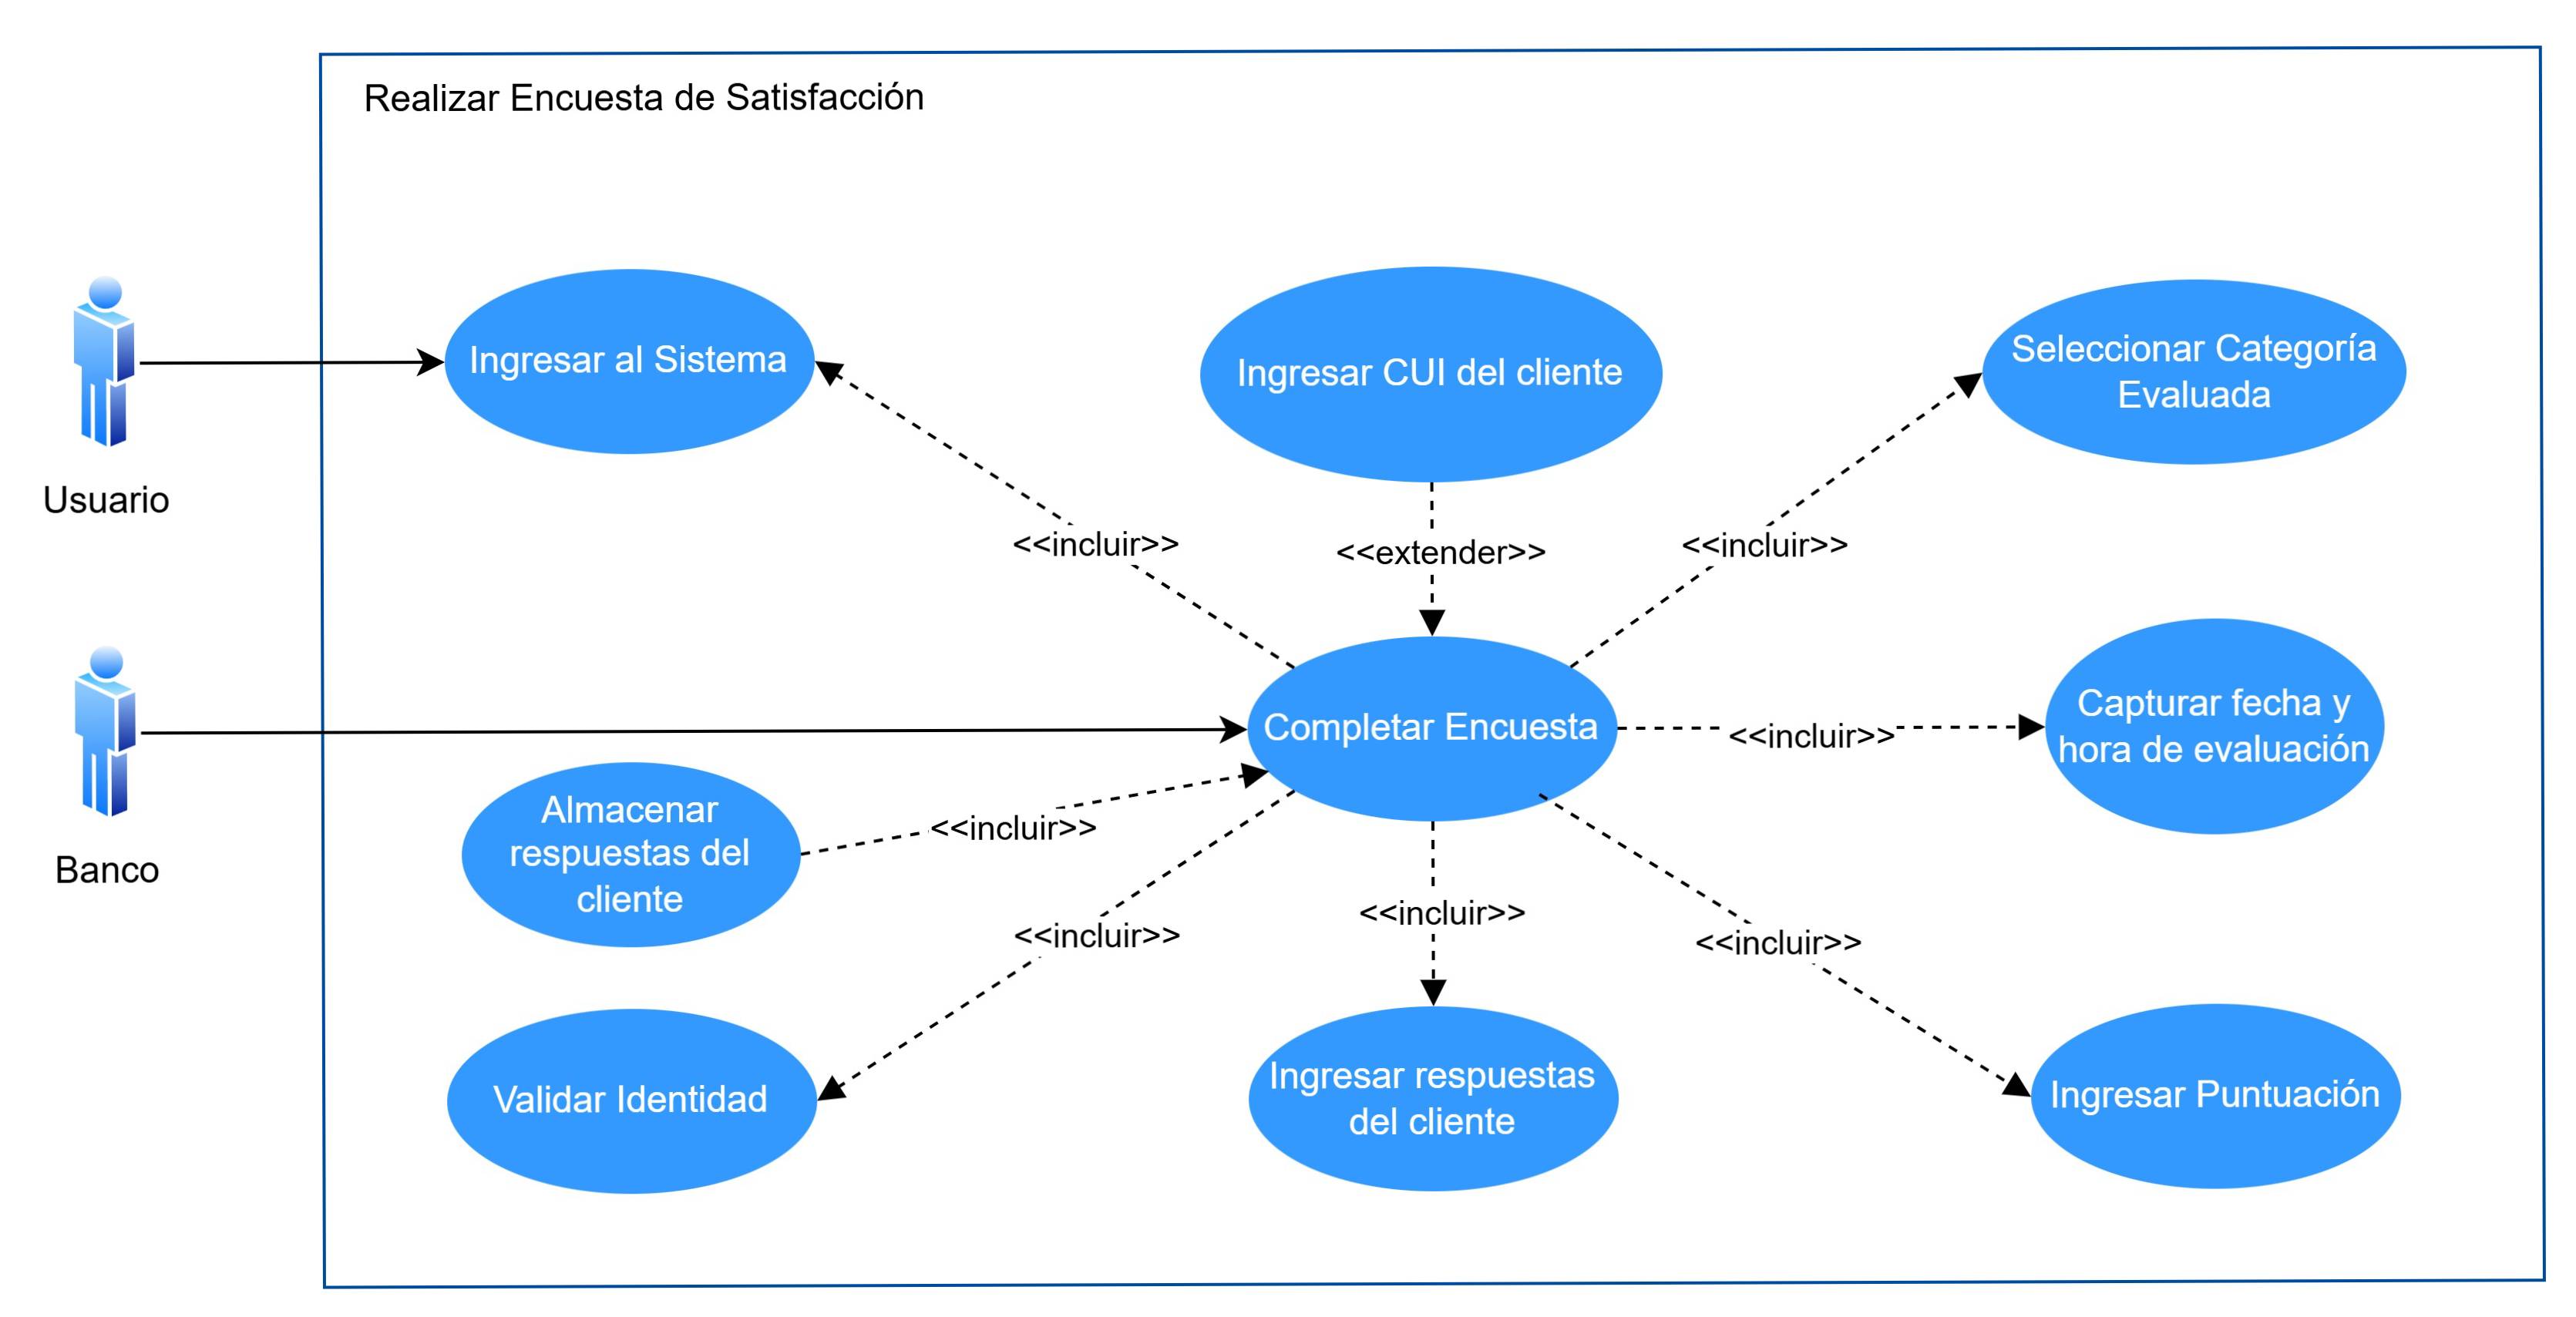 Realizar Encuesta de Satisfacción
Usuario
Ingresar al Sistema
Ingresar CUI del cliente
Seleccionar Categoría
Evaluada
<<incluir>>
<<extender>>
<<incluir>>
Banco
Completar Encuesta
<<incluir>>
Capturar fecha y
hora de evaluación
Almacenar
respuestas del
cliente
<<incluir>>
<<incluir>>
<<incluir>>
<<incluir>>
Validar Identidad
Ingresar respuestas
del cliente
Ingresar Puntuación